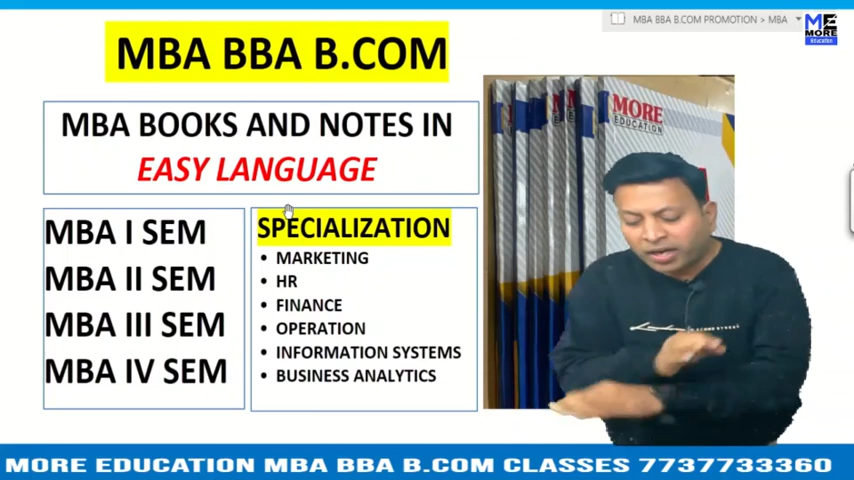 MBA BBA B.COM PROMOTION > MBA
ME
MORE
Education
MBA BBA B.COM
MBA BOOKS AND NOTES IN
EASY LANGUAGE
MORE
EDUCATION
MBA I SEM
MBA II SEM
MBA III SEM
MBA IV SEM
SPECIALIZATION
• MARKETING
• HR
• FINANCE
• OPERATION
• INFORMATION SYSTEMS
• BUSINESS ANALYTICS
MORE EDUCATION MBA BBA B.COM CLASSES 7737733360